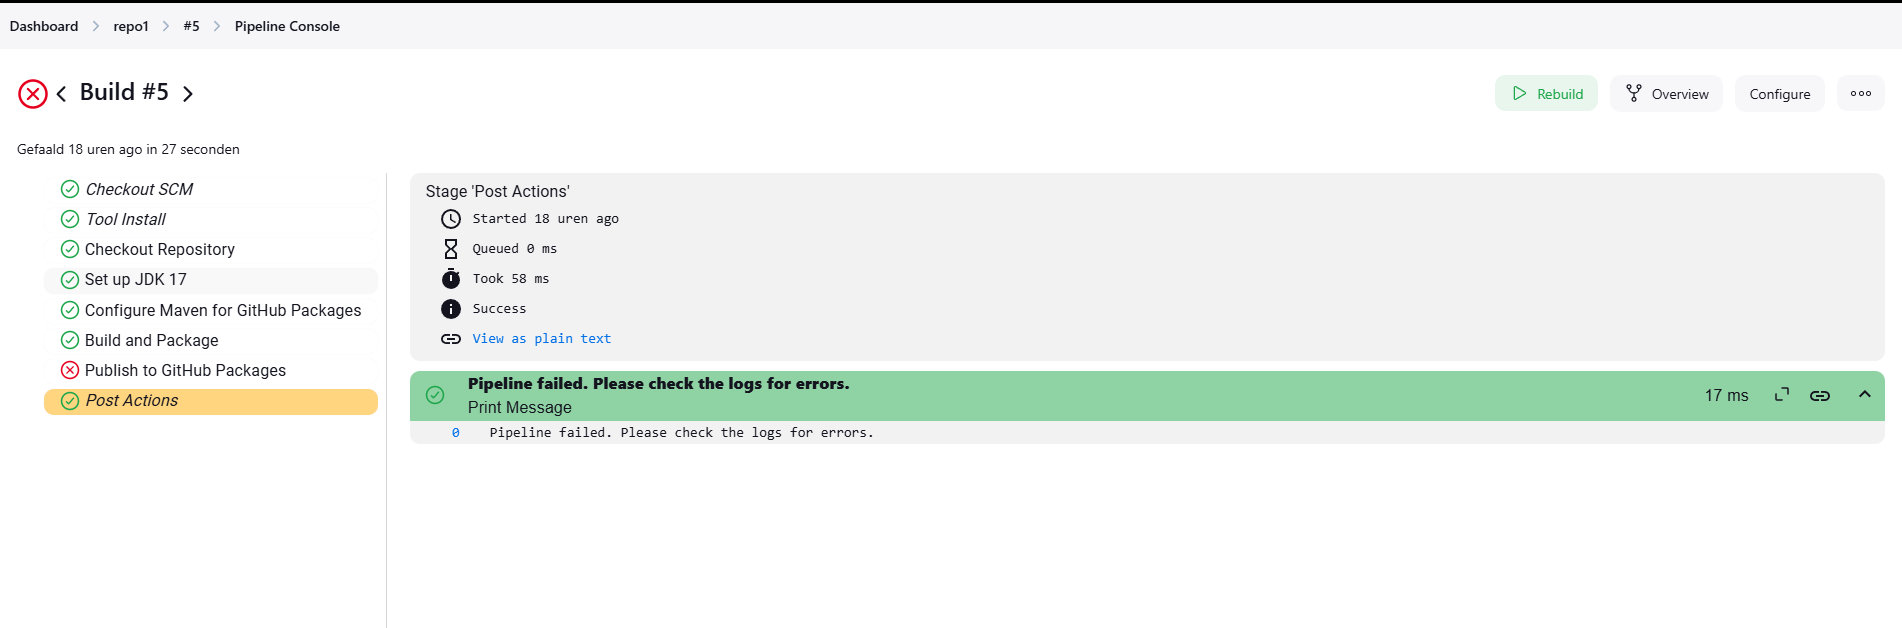 Dashboard > repo1 > #5 > Pipeline Console
Build #5
Rebuild
Overview
Configure
Gefaald 18 uren ago in 27 seconden
Checkout SCM
Tool Install
Checkout Repository
Set up JDK 17
Configure Maven for GitHub Packages
Build and Package
Publish to GitHub Packages
Post Actions
Stage 'Post Actions'
Started 18 uren ago
Queued 0 ms
Took 58 ms
Success
View as plain text
Pipeline failed. Please check the logs for errors.
Print Message
17 ms
0 Pipeline failed. Please check the logs for errors.